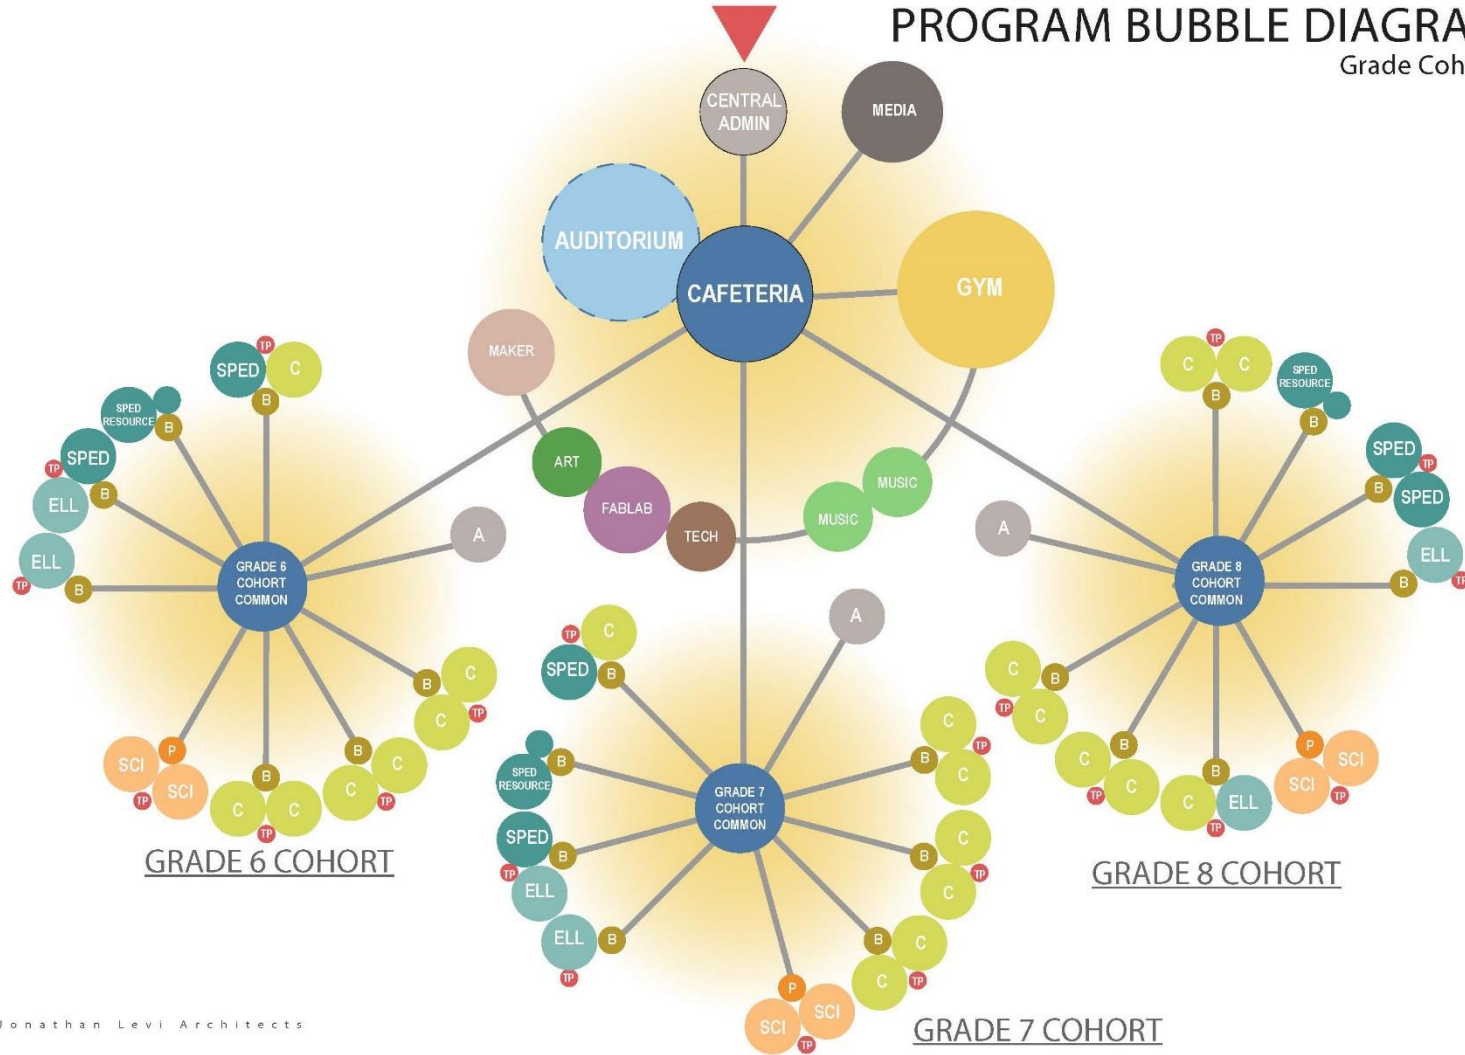 PROGRAM BUBBLE DIAGRA
Grade Coh
CENTRAL
ADMIN
MEDIA
AUDITORIUM
CAFETERIA
GYM
MAKER
ART
FABLAB
TECH
MUSIC
MUSIC
TP
SPED
C
B
SPED
RESOURCE
B
SPED
TP
B
ELL
ELL
TP
B
GRADE 6
COHORT
COMMON
A
B
C
C
TP
B
C
C
TP
B
C
C
TP
P
SCI
SCI
TP
GRADE 6 COHORT
A
TP
C
SPED
B
SPED
RESOURCE
B
SPED
B
TP
ELL
ELL
B
TP
GRADE 7
COHORT
COMMON
C
B
TP
C
C
B
TP
C
B
C
C
TP
P
SCI
SCI
TP
GRADE 7 COHORT
TP
C
C
B
SPED
RESOURCE
B
SPED
TP
B
SPED
ELL
B
TP
A
GRADE 8
COHORT
COMMON
C
B
TP
C
B
C
C
TP
B
C
ELL
TP
P
SCI
SCI
TP
GRADE 8 COHORT
Jonathan Levi Architects